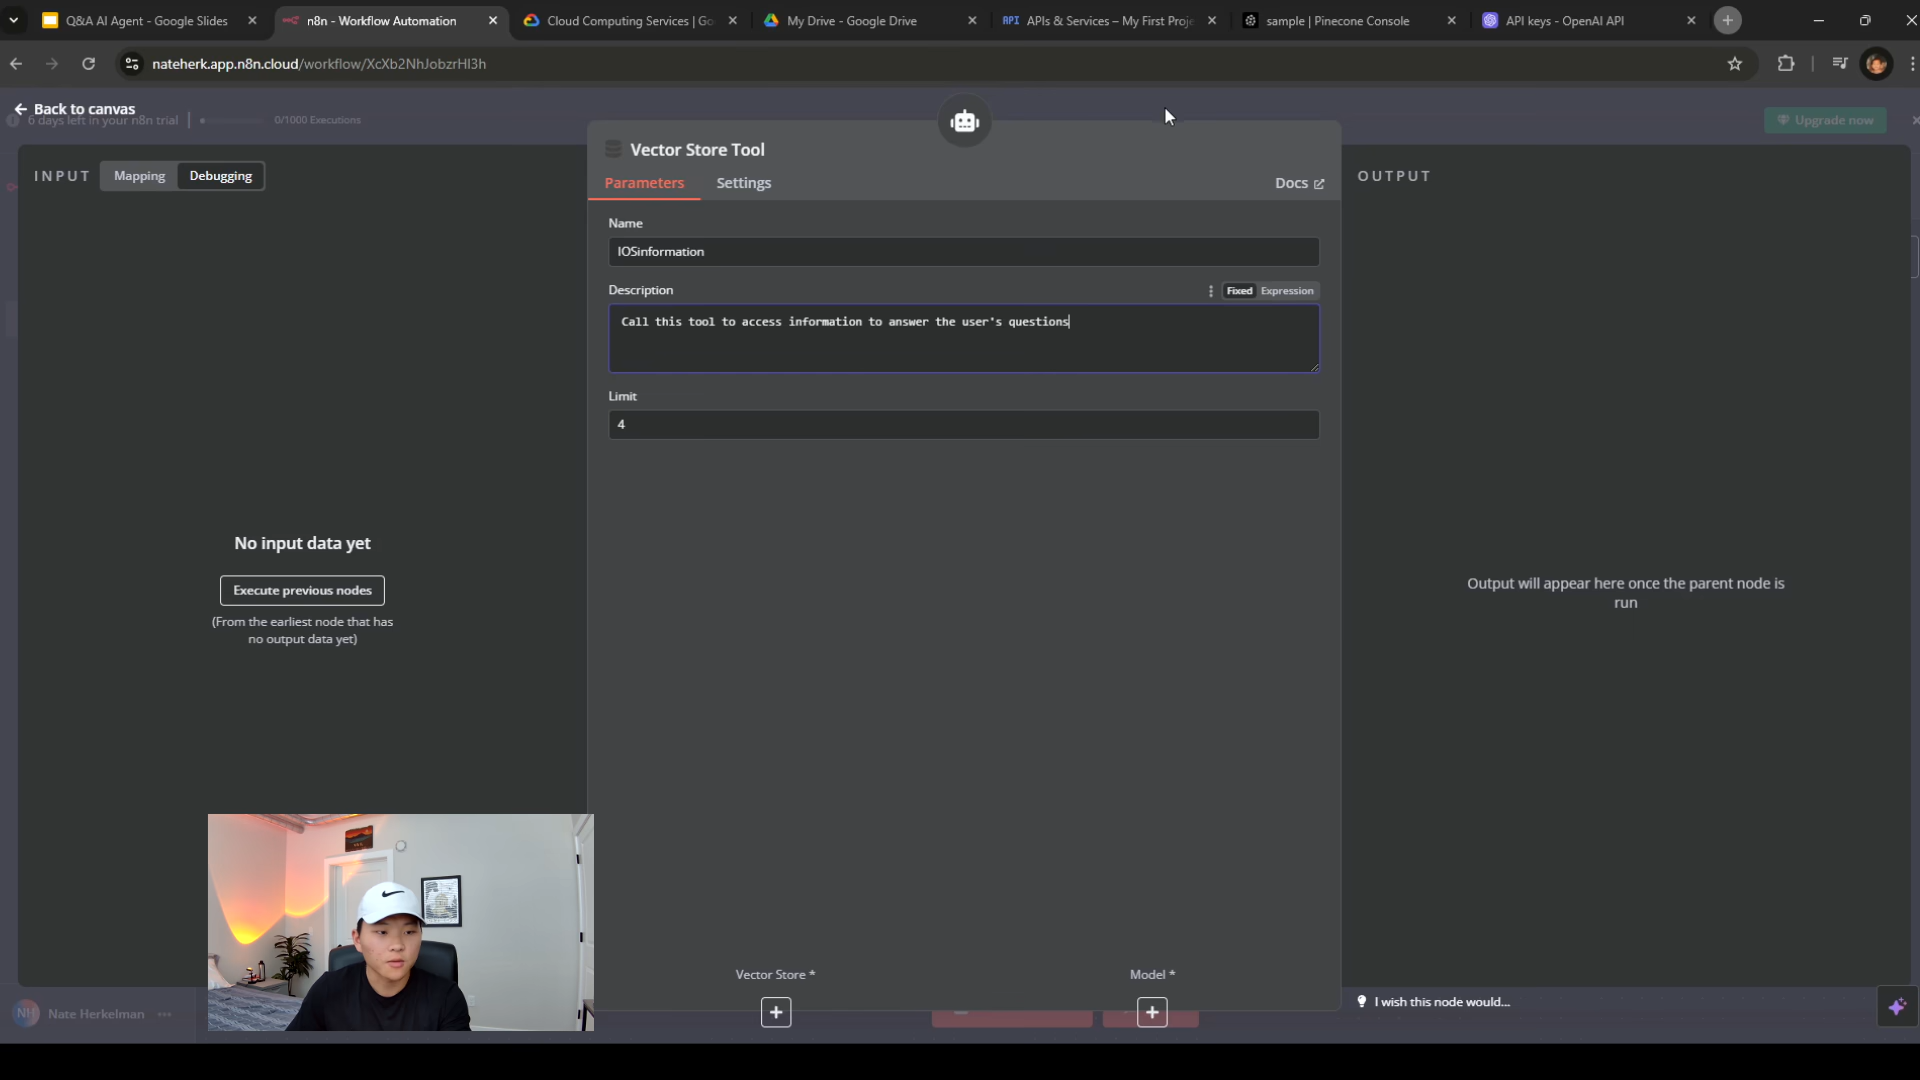 Q&A AI Agent - Google Slides
n8n - Workflow Automation
Cloud Computing Services | Go
My Drive - Google Drive
API APIs & Services – My First Proje
sample | Pinecone Console
API keys - OpenAI API
nateherk.app.n8n.cloud/workflow/XcXb2NhJobzrHI3h
Back to canvas
6 days left in your n8n trial
0/1000 Executions
Upgrade now
INPUT
Mapping
Debugging
Vector Store Tool
Parameters
Settings
Docs
OUTPUT
Name
IOSinformation
Description
Fixed
Expression
Call this tool to access information to answer the user's questions
Limit
4
No input data yet
Execute previous nodes
(From the earliest node that has
no output data yet)
Output will appear here once the parent node is
run
Vector Store *
Model *
NH
Nate Herkelman
I wish this node would...